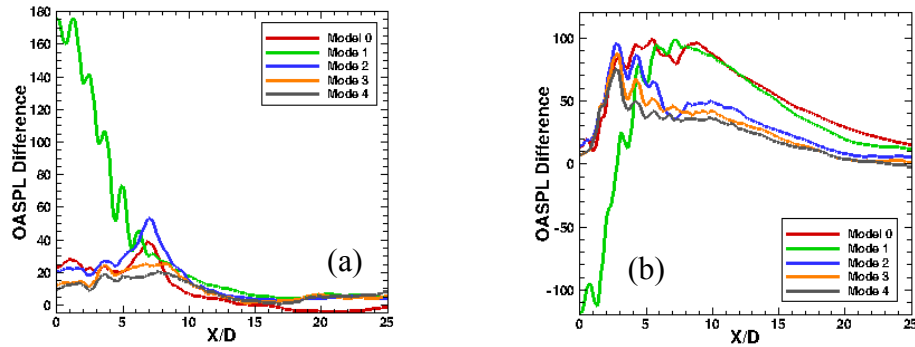 180
160
140
120
100
80
60
40
20
0
OASPL Difference
Model 0
Mode 1
Mode 2
Mode 3
Mode 4
(a)
0 5 10 15 20 25
X/D
100
50
0
-50
-100
OASPL Difference
Model 0
Mode 1
Mode 2
Mode 3
Mode 4
(b)
0 5 10 15 20 25
X/D